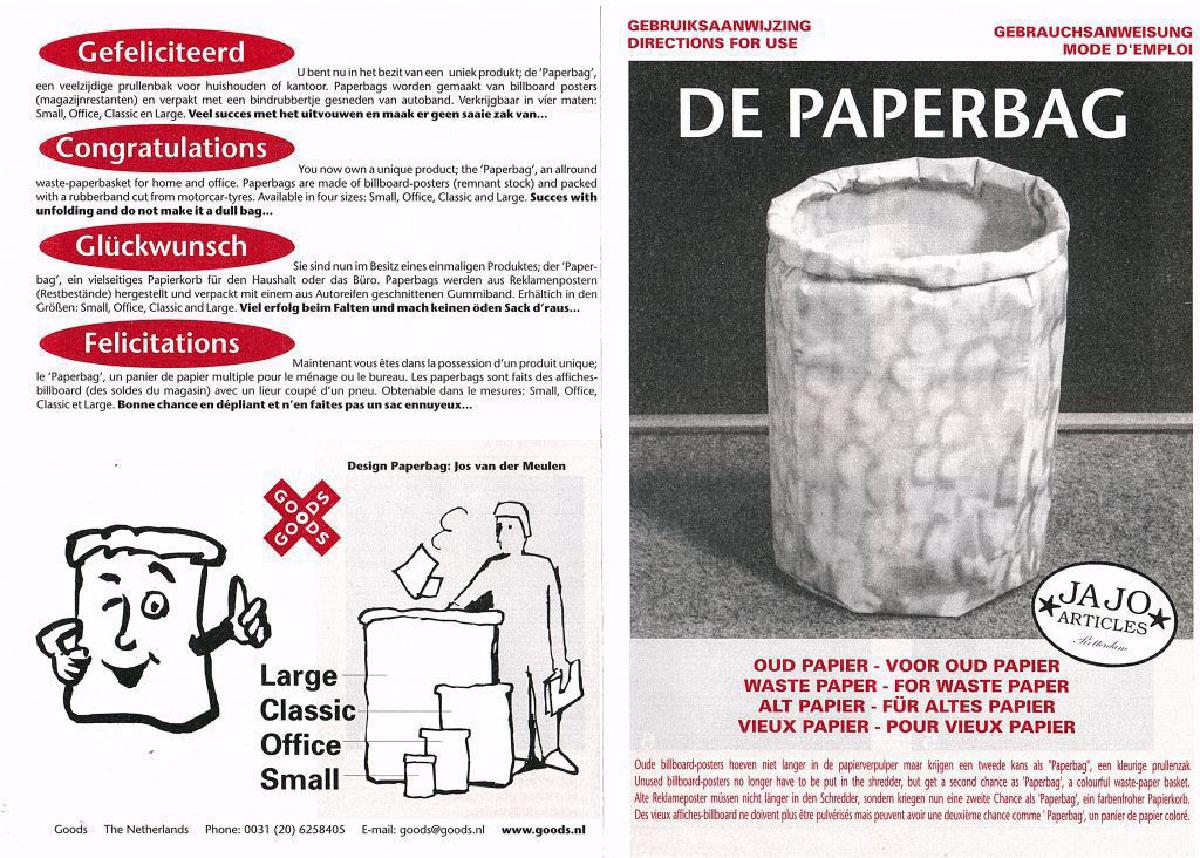 Gefeliciteerd
U bent nu in het bezit van een uniek produkt; de 'Paperbag',
een veelzijdige prullenbak voor huishouden of kantoor. Paperbags worden gemaakt van billboard posters
(magazijnrestanten) en verpakt met een bindrubbertje gesneden van autoband. Verkrijgbaar in vier maten:
Small, Office, Classic en Large. Veel succes met het uitvouwen en maak er geen saaie zak van...
Congratulations
You now own a unique product; the 'Paperbag', an allround
waste-paperbasket for home and office. Paperbags are made of billboard-posters (remnant stock) and packed
with a rubberband cut from motorcar-tyres. Available in four sizes: Small, Office, Classic and Large. Succes with
unfolding and do not make it a dull bag...
Glückwunsch
Sie sind nun im Besitz eines einmaligen Produktes; der 'Paper-
bag', ein vielseitiges Papierkorb für den Haushalt oder das Büro. Paperbags werden aus Reklamenpostern
(Restbestände) hergestellt und verpackt mit einem aus Autoreifen geschnittenen Gummiband. Erhältich in den
Größen: Small, Office, Classic and Large. Viel erfolg beim Falten und mach keinen öden Sack d'raus...
Felicitations
Maintenant vous êtes dans la possession d'un produit unique;
le 'Paperbag', un panier de papier multiple pour le ménage ou le bureau. Les paperbags sont faits des affiches-
billboard (des soldes du magasin) avec un lieur coupé d'un pneu. Obtenable dans le mesures: Small, Office,
Classic et Large. Bonne chance en dépliant et n'en faites pas un sac ennuyeux...
Design Paperbag: Jos van der Meulen
GOODS
GOODS
Large
Classic
Office
Small
Goods The Netherlands Phone: 0031 (20) 6258405 E-mail: goods@goods.nl www.goods.nl
GEBRUIKSAANWIJZING
DIRECTIONS FOR USE
GEBRAUCHSANWEISUNG
MODE D'EMPLOI
DE PAPERBAG
JAJO
ARTICLES
Rotterdam
OUD PAPIER - VOOR OUD PAPIER
WASTE PAPER - FOR WASTE PAPER
ALT PAPIER - FÜR ALTES PAPIER
VIEUX PAPIER - POUR VIEUX PAPIER
Oude billboard-posters hoeven niet langer in de papierverpulper maar krijgen een tweede kans als 'Paperbag", een kleurige prullenzak.
Unused billboard-posters no longer have to be put in the shredder, but get a second chance as 'Paperbag', a colourful waste-paper basket.
Alte Reklameposter müssen nicht länger in den Schredder, sondern kriegen nun eine zweite Chance als 'Paperbag', ein farbenfroher Papierkorb.
Des vieux affiches-billboard ne doivent plus être pulvérisés mais peuvent avoir une deuxième chance comme ' Paperbag', un panier de papier coloré.